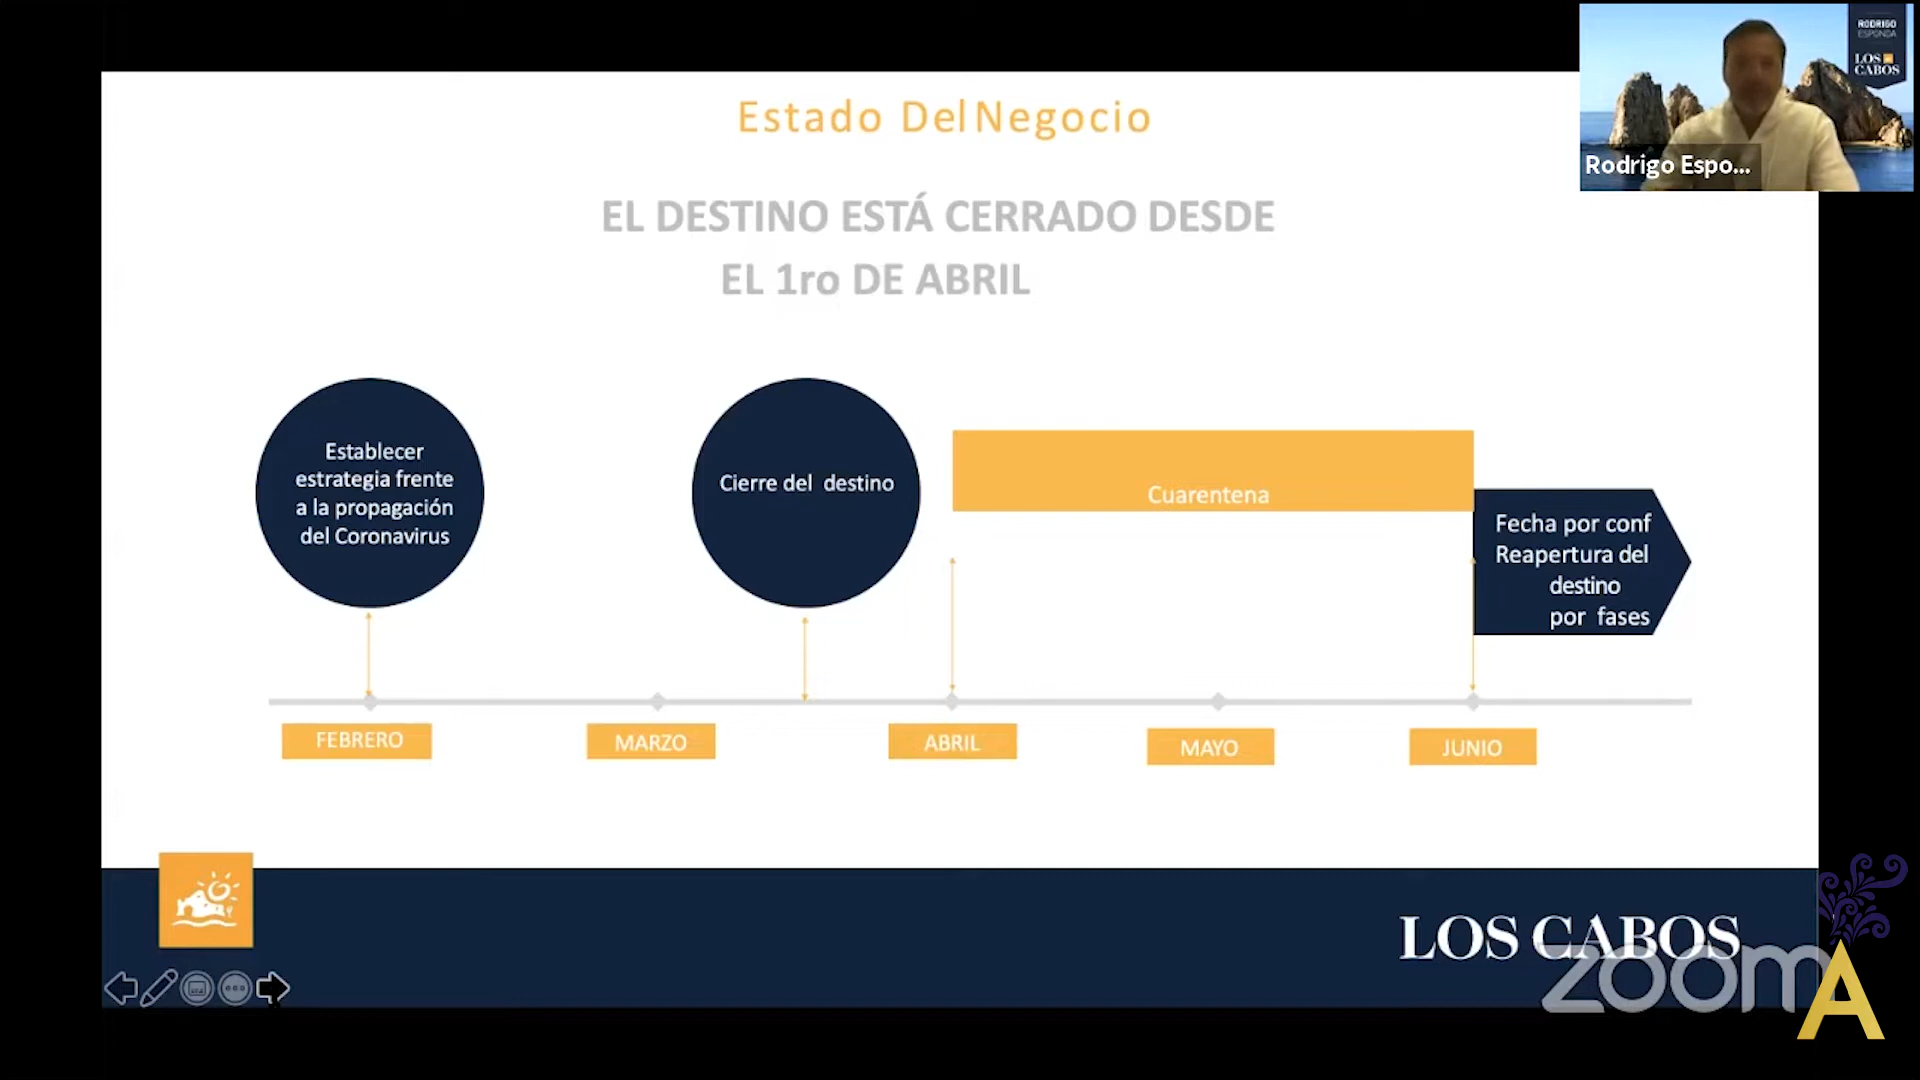 Estado Del Negocio
EL DESTINO ESTÁ CERRADO DESDE
EL 1ro DE ABRIL
RODRIGO
ESPONDA
LOS
CABOS
Rodrigo Espo...
Establecer
estrategia frente
a la propagación
del Coronavirus
Cierre del destino
Cuarentena
Fecha por conf
Reapertura del
destino
por fases
FEBRERO
MARZO
ABRIL
MAYO
JUNIO
LOS CABOS
zoom
A